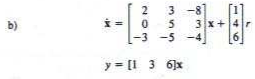 b) ẋ = [ 2 3 -8 ; 0 5 3 ; -3 -5 -4 ] x + [ 1 ; 4 ; 6 ] r
y = [1 3 6]x